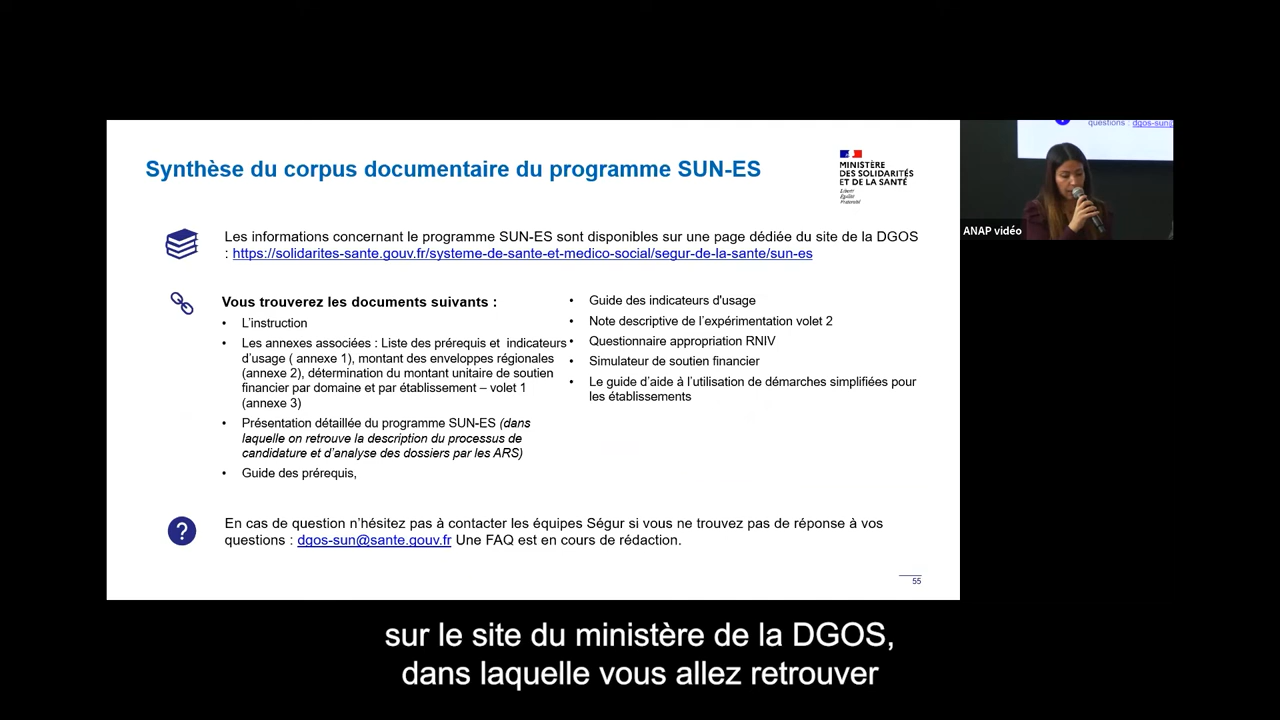 Synthèse du corpus documentaire du programme SUN-ES
MINISTÈRE
DES SOLIDARITÉS
ET DE LA SANTÉ
Liberté
Égalité
Fraternité
questions : dgos-sun@
ANAP vidéo
Les informations concernant le programme SUN-ES sont disponibles sur une page dédiée du site de la DGOS
: https://solidarites-sante.gouv.fr/systeme-de-sante-et-medico-social/segur-de-la-sante/sun-es
Vous trouverez les documents suivants :
• L’instruction
• Les annexes associées : Liste des prérequis et indicateurs
d’usage ( annexe 1), montant des enveloppes régionales
(annexe 2), détermination du montant unitaire de soutien
financier par domaine et par établissement – volet 1
(annexe 3)
• Présentation détaillée du programme SUN-ES (dans
laquelle on retrouve la description du processus de
candidature et d’analyse des dossiers par les ARS)
• Guide des prérequis,
• Guide des indicateurs d'usage
• Note descriptive de l’expérimentation volet 2
• Questionnaire appropriation RNIV
• Simulateur de soutien financier
• Le guide d’aide à l’utilisation de démarches simplifiées pour
les établissements
?
En cas de question n’hésitez pas à contacter les équipes Ségur si vous ne trouvez pas de réponse à vos
questions : dgos-sun@sante.gouv.fr Une FAQ est en cours de rédaction.
55
sur le site du ministère de la DGOS,
dans laquelle vous allez retrouver